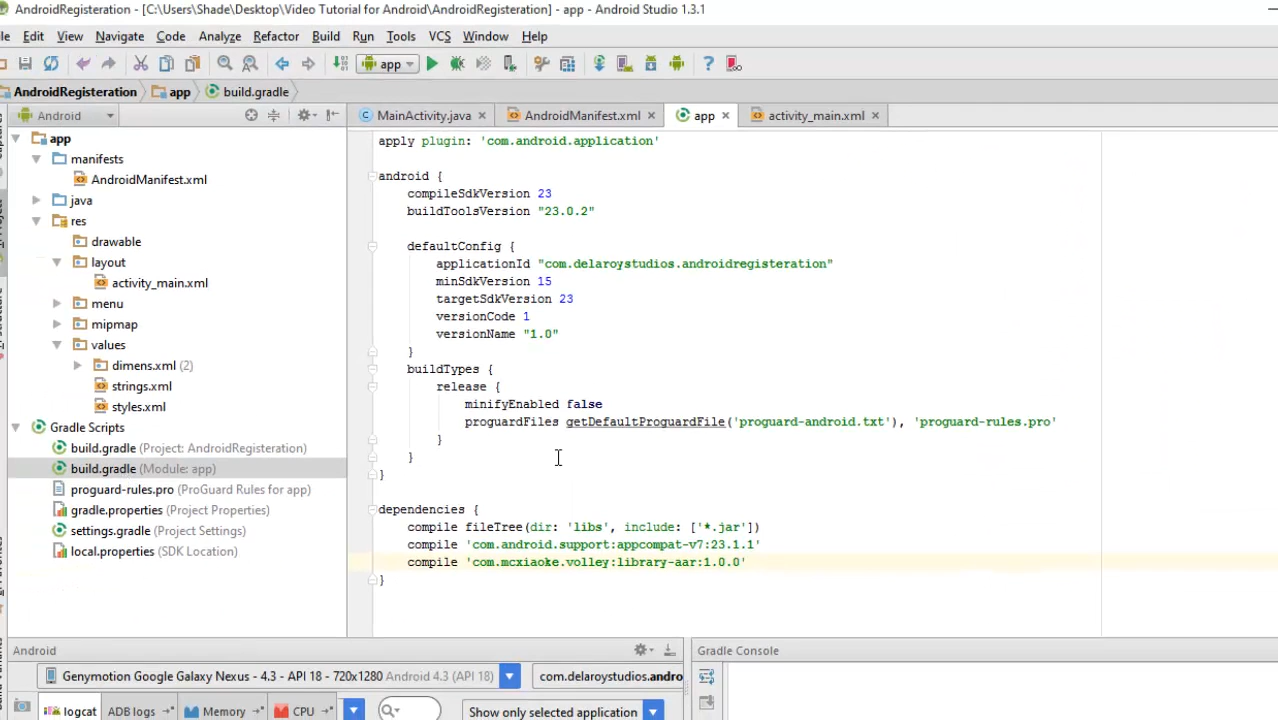 AndroidRegisteration - [C:\Users\Shade\Desktop\Video Tutorial for Android\AndroidRegisteration] - app - Android Studio 1.3.1
le Edit View Navigate Code Analyze Refactor Build Run Tools VCS Window Help
app
AndroidRegisteration app build.gradle
Android
MainActivity.java AndroidManifest.xml app activity_main.xml
app
manifests
AndroidManifest.xml
java
res
drawable
layout
activity_main.xml
menu
mipmap
values
dimens.xml (2)
strings.xml
styles.xml
Gradle Scripts
build.gradle (Project: AndroidRegisteration)
build.gradle (Module: app)
proguard-rules.pro (ProGuard Rules for app)
gradle.properties (Project Properties)
settings.gradle (Project Settings)
local.properties (SDK Location)
apply plugin: 'com.android.application'
android {
compileSdkVersion 23
buildToolsVersion "23.0.2"
defaultConfig {
applicationId "com.delaroystudios.androidregisteration"
minSdkVersion 15
targetSdkVersion 23
versionCode 1
versionName "1.0"
}
buildTypes {
release {
minifyEnabled false
proguardFiles getDefaultProguardFile('proguard-android.txt'), 'proguard-rules.pro'
}
}
}
dependencies {
compile fileTree(dir: 'libs', include: ['*.jar'])
compile 'com.android.support:appcompat-v7:23.1.1'
compile 'com.mcxiaoke.volley:library-aar:1.0.0'
}
Android
Genymotion Google Galaxy Nexus - 4.3 - API 18 - 720x1280 Android 4.3 (API 18)
com.delaroystudios.andro
logcat ADB logs Memory CPU
Show only selected application
Gradle Console